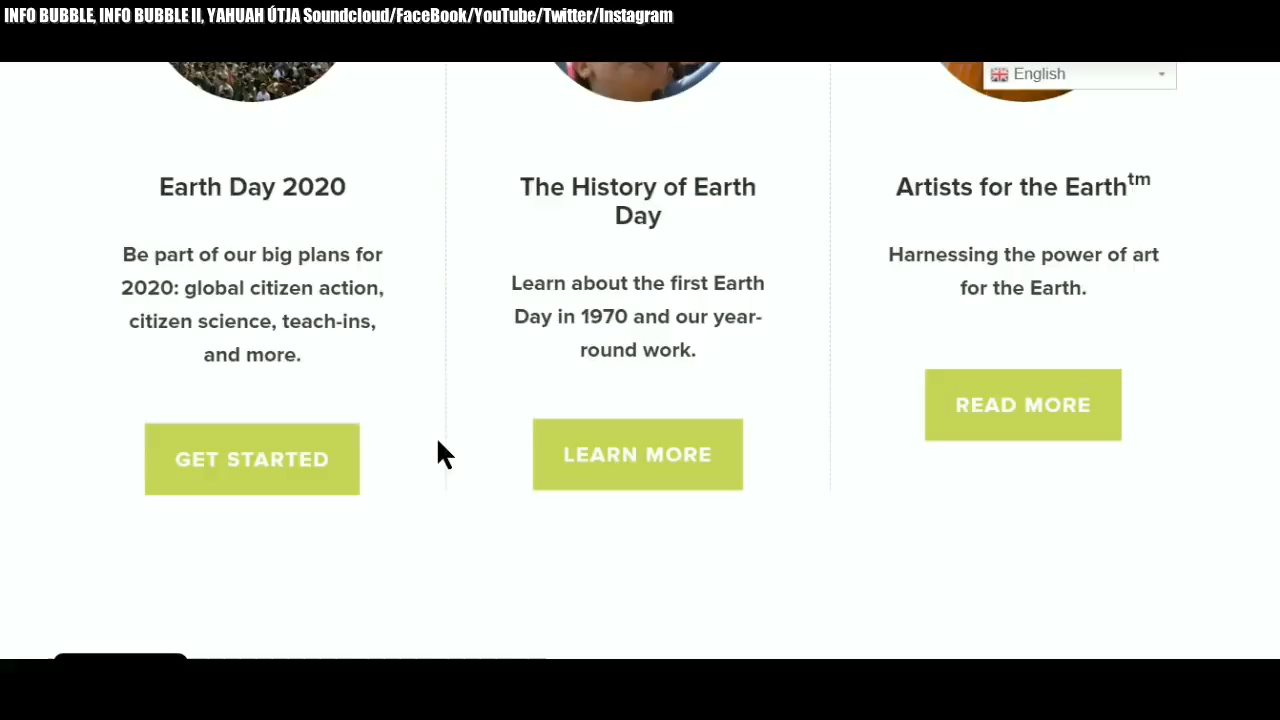 INFO BUBBLE, INFO BUBBLE II, YAHUAH ÚTJA Soundcloud/FaceBook/YouTube/Twitter/Instagram
English
Earth Day 2020
Be part of our big plans for
2020: global citizen action,
citizen science, teach-ins,
and more.
GET STARTED
The History of Earth
Day
Learn about the first Earth
Day in 1970 and our year-
round work.
LEARN MORE
Artists for the Earthtm
Harnessing the power of art
for the Earth.
READ MORE